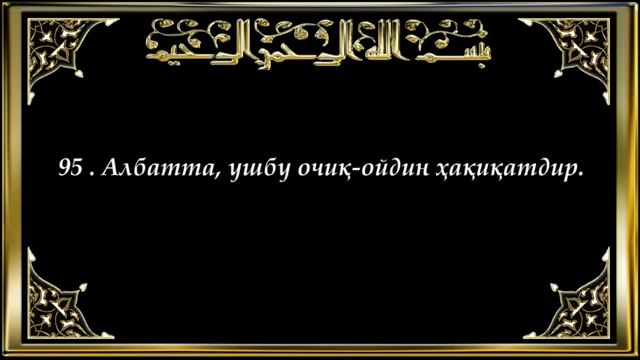 بسم الله الرحمن الرحيم
95 . Албатта, ушбу очиқ-ойдин ҳақиқатдир.